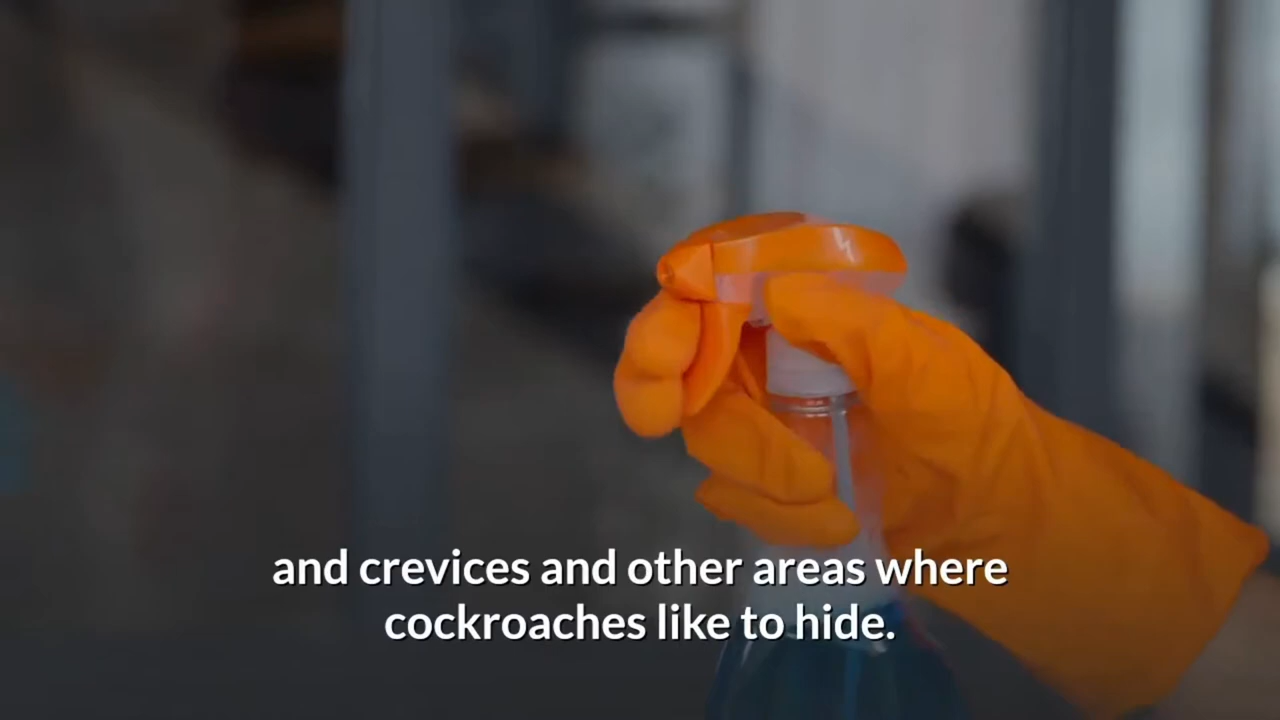 and crevices and other areas where
cockroaches like to hide.